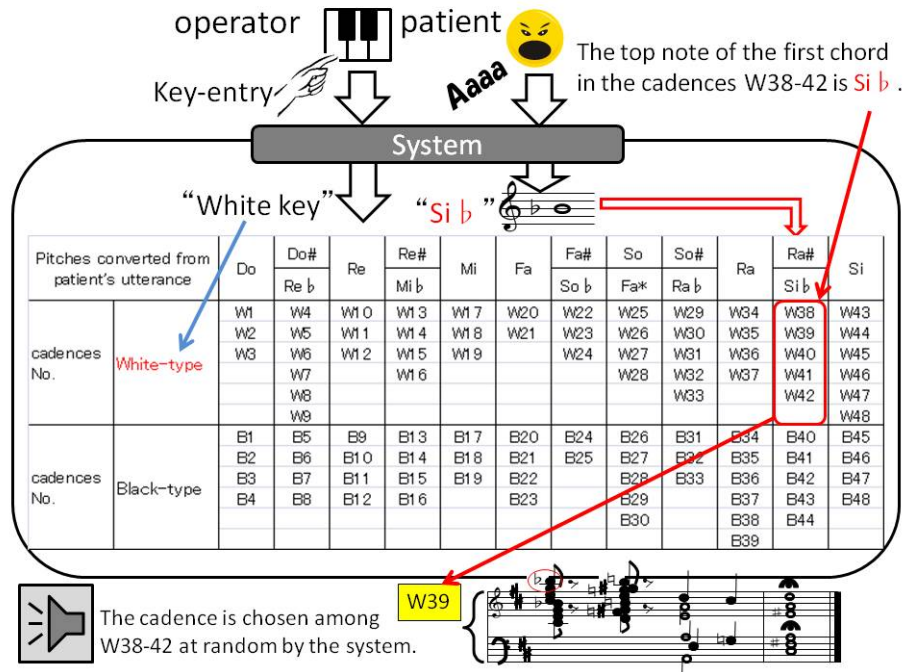 operator
patient
The top note of the first chord
in the cadences W38-42 is Si♭.
Key-entry
Aaaa
System
“White key”
“Si♭”
Pitches converted from
patient's utterance
Do Do# Re Re# Mi Fa Fa# So So# Ra Ra# Si
Re♭ Mi♭ So♭ Fa* Ra♭ Si♭
cadences
No.
White-type
W1 W4 W10 W13 W17 W20 W22 W25 W29 W34 W38 W43
W2 W5 W11 W14 W18 W21 W23 W26 W30 W35 W39 W44
W3 W6 W12 W15 W19 W24 W27 W31 W36 W40 W45
W7 W16 W28 W32 W37 W41 W46
W8 W33 W42 W47
W9 W48
cadences
No.
Black-type
B1 B5 B9 B13 B17 B20 B24 B26 B31 B34 B40 B45
B2 B6 B10 B14 B18 B21 B25 B27 B32 B35 B41 B46
B3 B7 B11 B15 B19 B22 B28 B33 B36 B42 B47
B4 B8 B12 B16 B23 B29 B37 B43 B48
B30 B38 B44
B39
W39
The cadence is chosen among
W38-42 at random by the system.